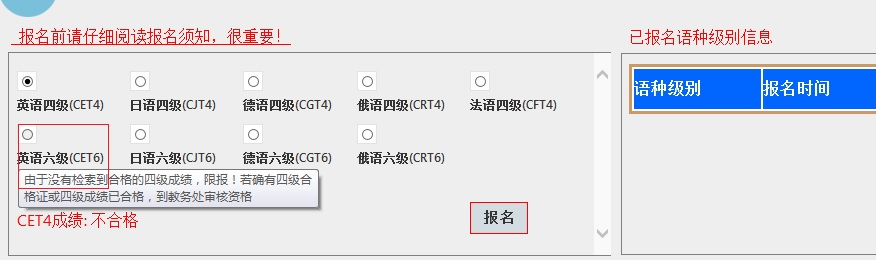 报名前请仔细阅读报名须知，很重要！
已报名语种级别信息
英语四级(CET4) 日语四级(CJT4) 德语四级(CGT4) 俄语四级(CRT4) 法语四级(CFT4)
语种级别 报名时间
英语六级(CET6) 日语六级(CJT6) 德语六级(CGT6) 俄语六级(CRT6)
由于没有检索到合格的四级成绩，限报！若确有四级合
格证或四级成绩已合格，到教务处审核资格
CET4成绩: 不合格
报名